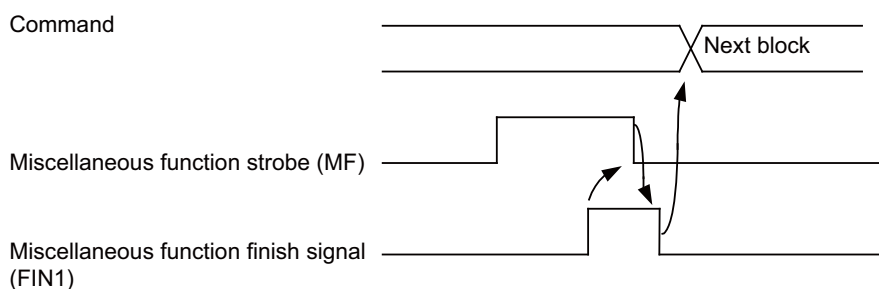 Command
Next block
Miscellaneous function strobe (MF)
Miscellaneous function finish signal
(FIN1)